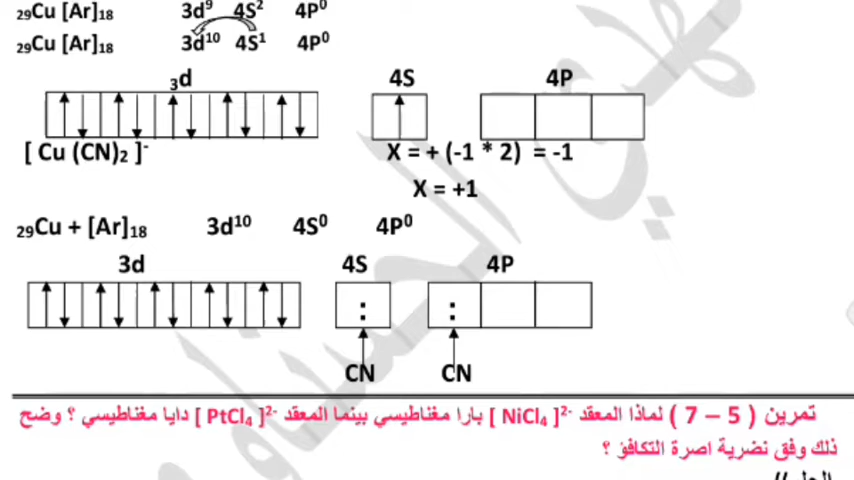 ₂₉Cu [Ar]₁₈ 3d⁹ 4S² 4P⁰
₂₉Cu [Ar]₁₈ 3d¹⁰ 4S¹ 4P⁰
₃d 4S 4P
[ Cu (CN)₂ ]⁻ X = + (-1 * 2) = -1
X = +1
₂₉Cu + [Ar]₁₈ 3d¹⁰ 4S⁰ 4P⁰
3d 4S 4P
: :
CN CN
تمرين ( 5 – 7 ) لماذا المعقد [ NiCl₄ ]²⁻ بارا مغناطيسي بينما المعقد [ PtCl₄ ]²⁻ دايا مغناطيسي ؟ وضح
ذلك وفق نضرية اصرة التكافؤ ؟